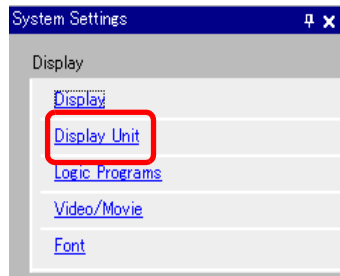 System Settings
Display
Display
Display Unit
Logic Programs
Video/Movie
Font